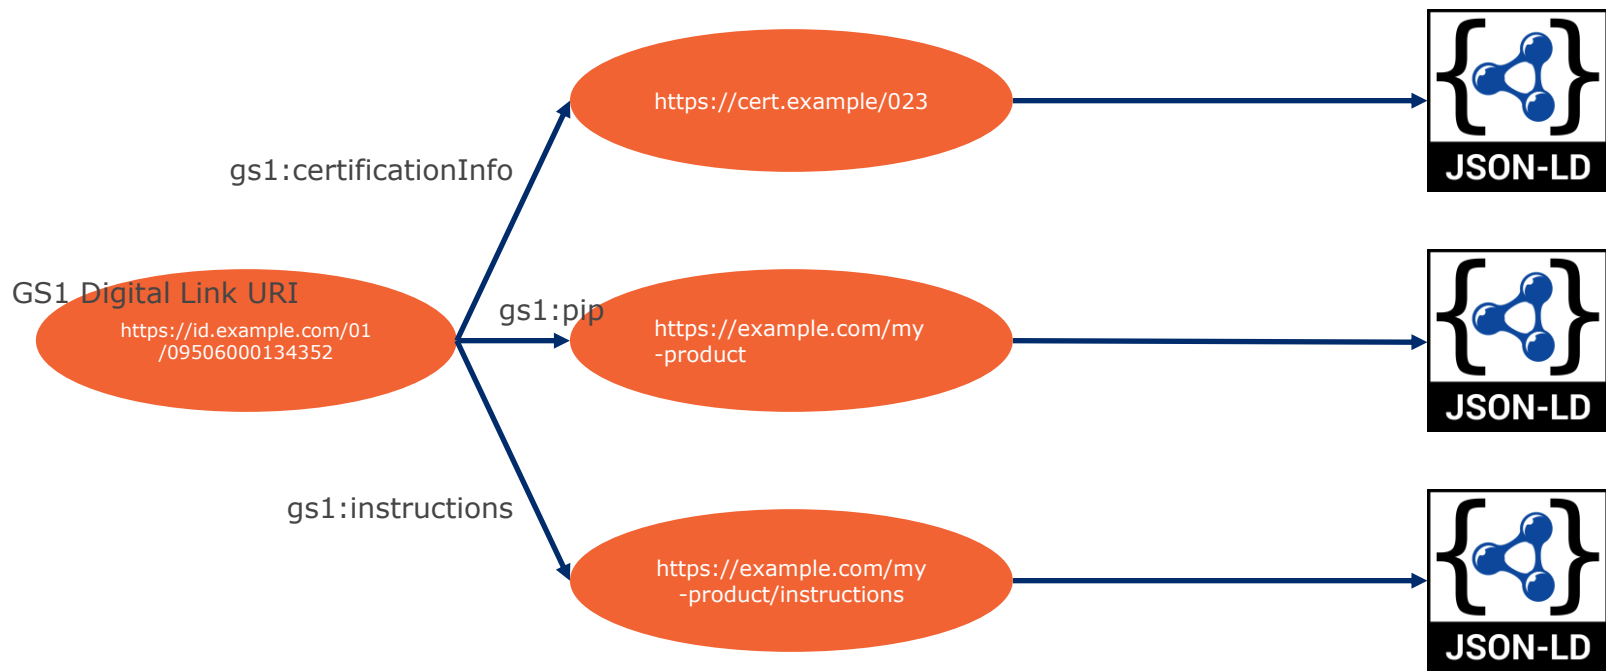 https://cert.example/023
JSON-LD
gs1:certificationInfo
GS1 Digital Link URI
https://id.example.com/01
/09506000134352
gs1:pip
https://example.com/my
-product
JSON-LD
gs1:instructions
https://example.com/my
-product/instructions
JSON-LD